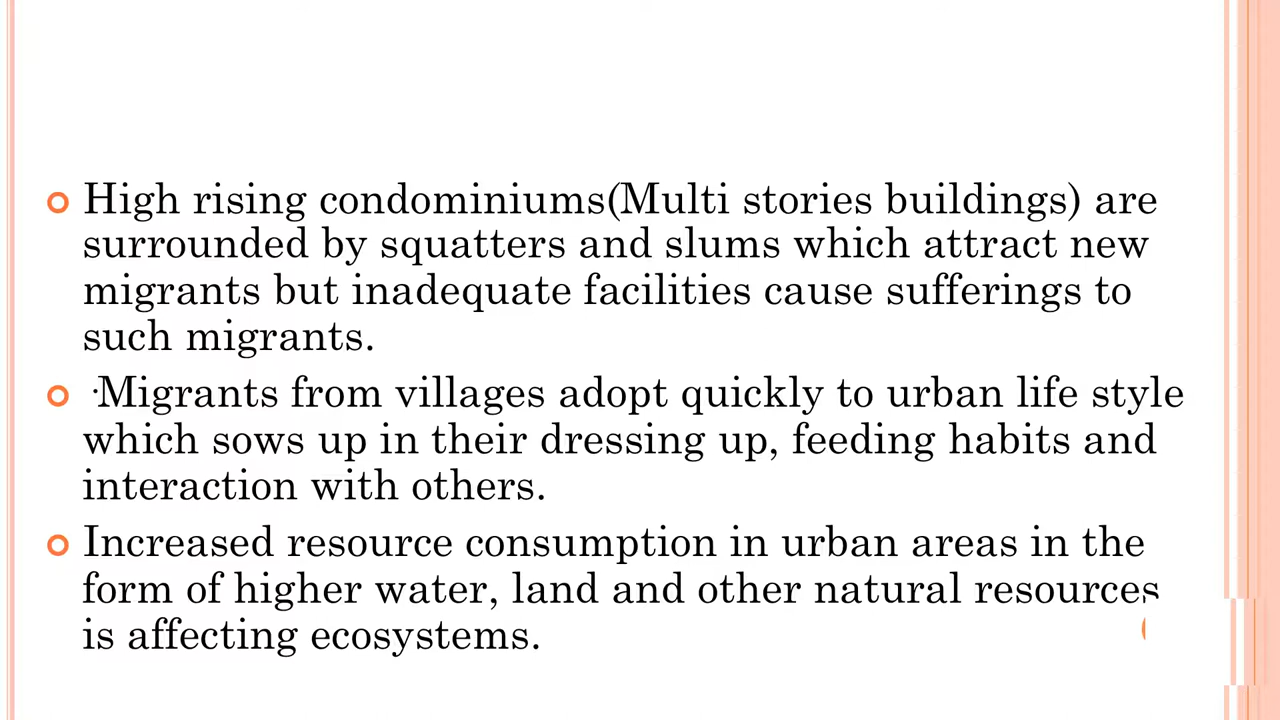 High rising condominiums(Multi stories buildings) are
surrounded by squatters and slums which attract new
migrants but inadequate facilities cause sufferings to
such migrants.
·Migrants from villages adopt quickly to urban life style
which sows up in their dressing up, feeding habits and
interaction with others.
Increased resource consumption in urban areas in the
form of higher water, land and other natural resources
is affecting ecosystems.